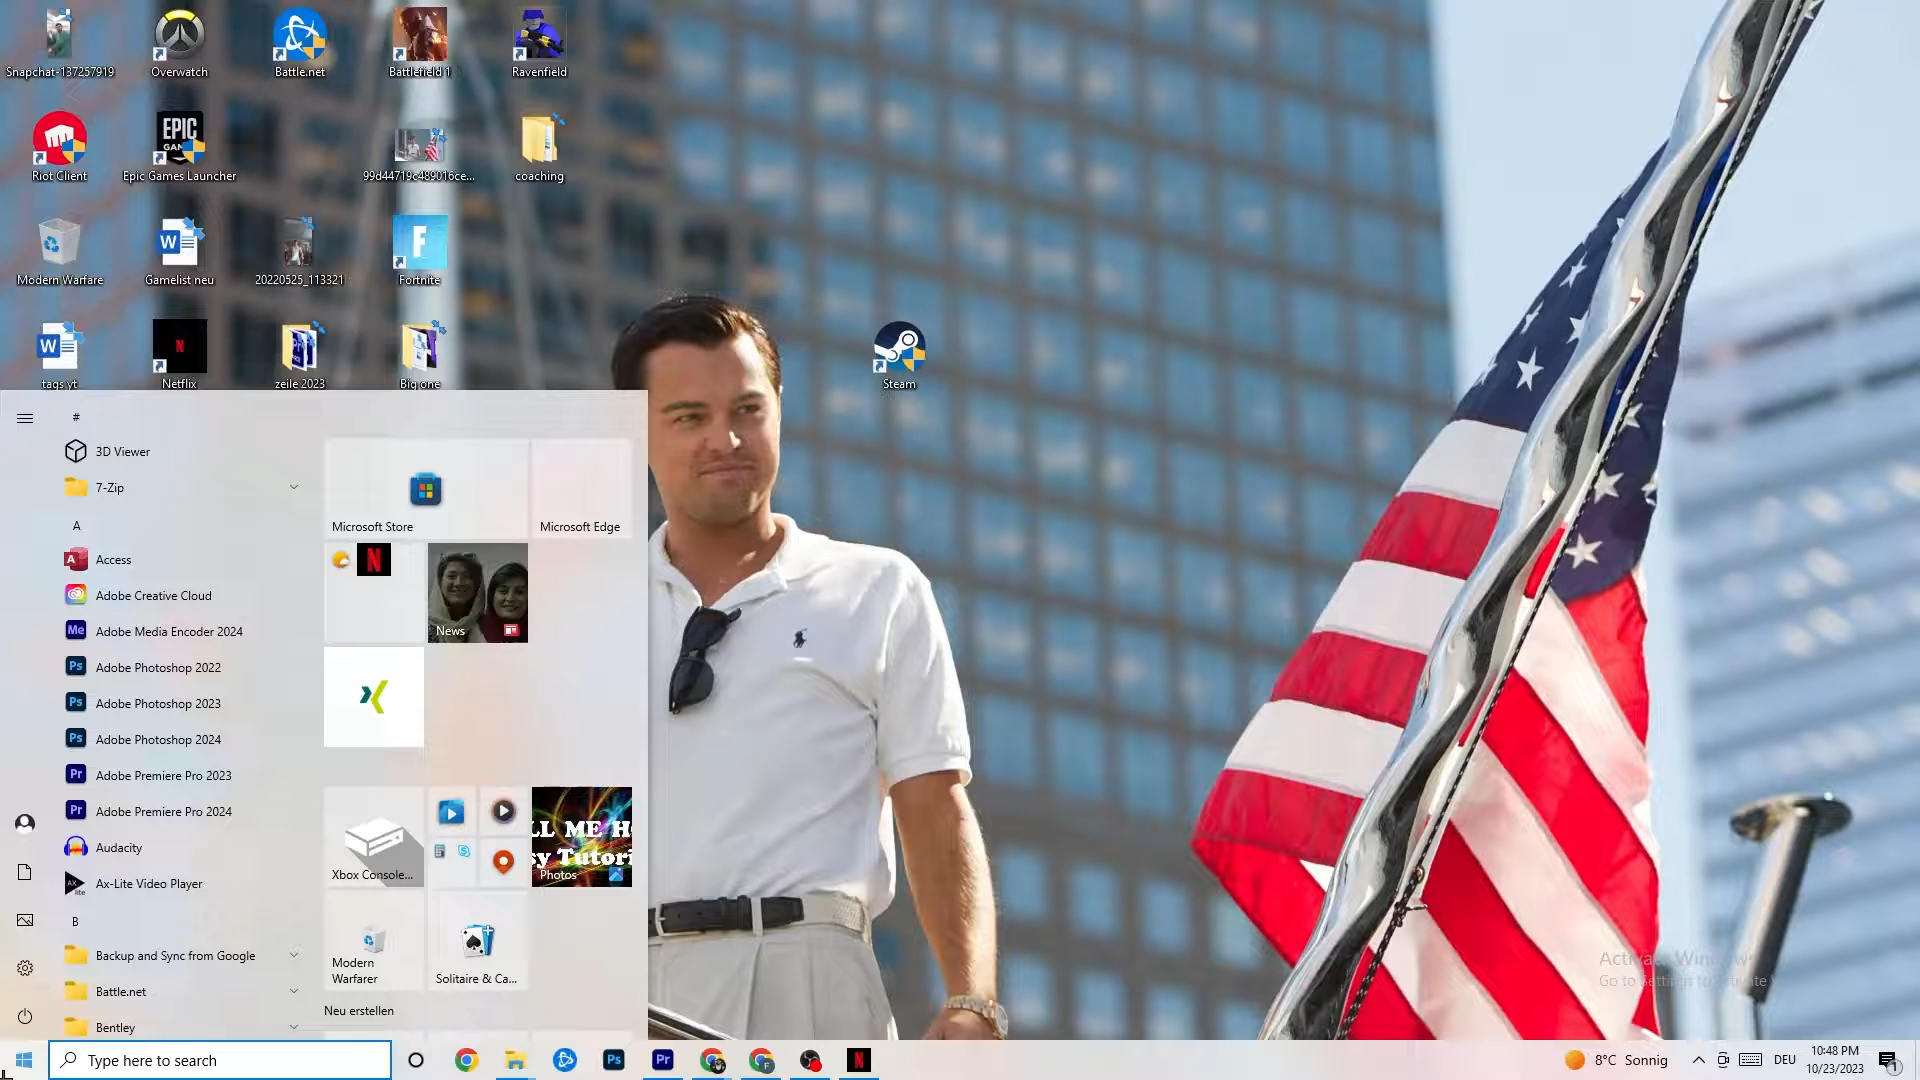 Snapchat-137257919
Overwatch
Battle.net
Battlefield 1
Ravenfield
EPIC
GAM
Riot Client
Epic Games Launcher
99d44719c489016ce...
coaching
Modern Warfare
Gamelist neu
20220525_113321
Fortnite
tags yt
Netflix
zeile 2023
Big one
Steam
#
3D Viewer
7-Zip
A
Access
Adobe Creative Cloud
Adobe Media Encoder 2024
Adobe Photoshop 2022
Adobe Photoshop 2023
Adobe Photoshop 2024
Adobe Premiere Pro 2023
Adobe Premiere Pro 2024
Audacity
Ax-Lite Video Player
B
Backup and Sync from Google
Battle.net
Bentley
Microsoft Store
Microsoft Edge
News
Xbox Console...
LL ME H
sy Tutori
Photos
Modern
Warfarer
Solitaire & Ca...
Neu erstellen
Activate Windows
Go to Settings to activate W
Type here to search
8°C Sonnig
DEU
10:48 PM
10/23/2023
1